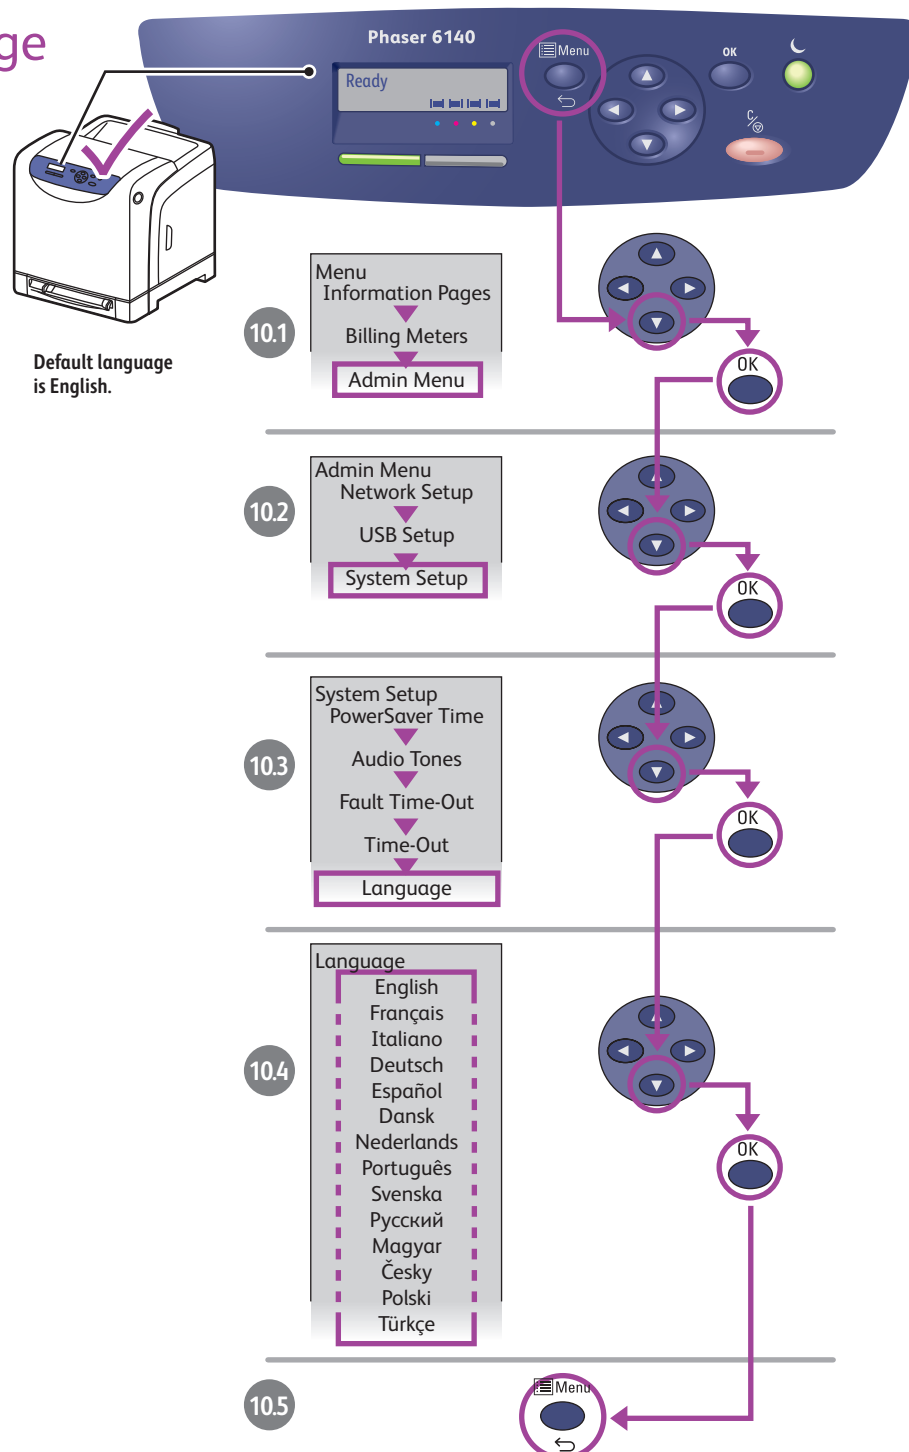 ge
Phaser 6140
Menu
OK
Ready
C
Default language
is English.
10.1
Menu
Information Pages
Billing Meters
Admin Menu
OK
10.2
Admin Menu
Network Setup
USB Setup
System Setup
OK
10.3
System Setup
PowerSaver Time
Audio Tones
Fault Time-Out
Time-Out
Language
OK
10.4
Language
English
Français
Italiano
Deutsch
Español
Dansk
Nederlands
Português
Svenska
Русский
Magyar
Česky
Polski
Türkçe
OK
10.5
Menu